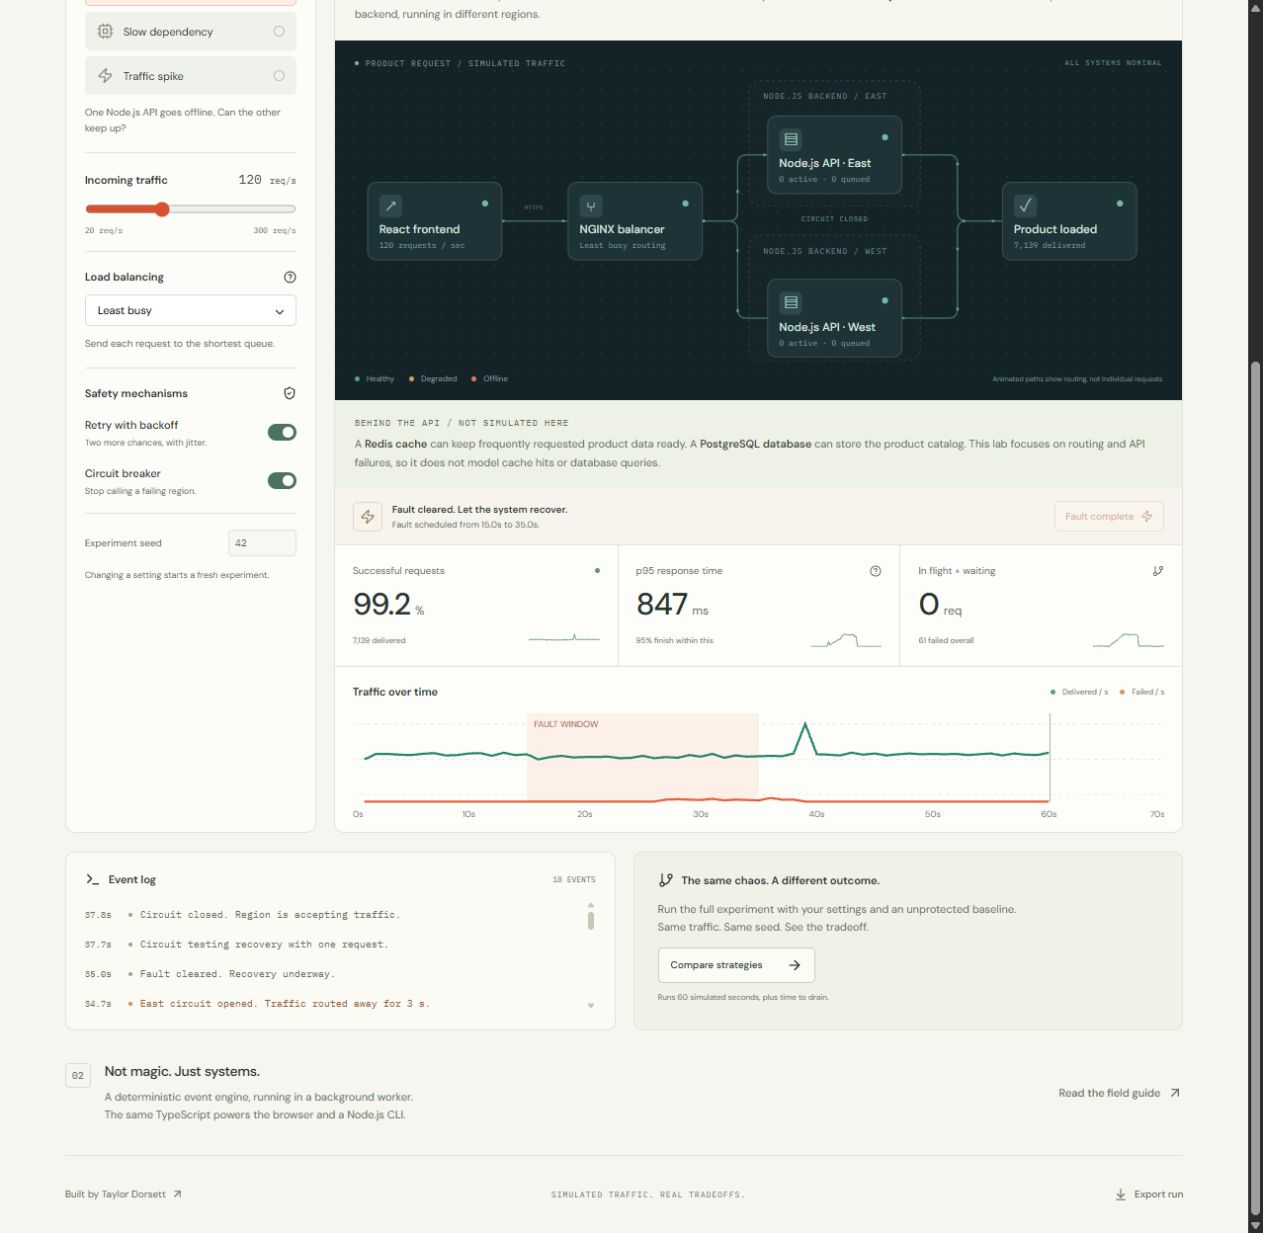 Slow dependency
Traffic spike
One Node.js API goes offline. Can the other
keep up?
Incoming traffic
120 req/s
20 req/s
300 req/s
Load balancing
Least busy
Send each request to the shortest queue.
Safety mechanisms
Retry with backoff
Two more chances, with jitter.
Circuit breaker
Stop calling a failing region.
Experiment seed
42
Changing a setting starts a fresh experiment.
backend, running in different regions.
PRODUCT REQUEST / SIMULATED TRAFFIC
ALL SYSTEMS NOMINAL
NODE.JS BACKEND / EAST
Node.js API · East
0 active · 0 queued
React frontend
120 requests / sec
HTTPS
NGINX balancer
Least busy routing
CIRCUIT CLOSED
Product loaded
7,139 delivered
NODE.JS BACKEND / WEST
Node.js API · West
0 active · 0 queued
Healthy
Degraded
Offline
Animated paths show routing, not individual requests
BEHIND THE API / NOT SIMULATED HERE
A Redis cache can keep frequently requested product data ready. A PostgreSQL database can store the product catalog. This lab focuses on routing and API
failures, so it does not model cache hits or database queries.
Fault cleared. Let the system recover.
Fault scheduled from 15.0s to 35.0s.
Fault complete
Successful requests
99.2 %
7,139 delivered
p95 response time
847 ms
95% finish within this
In flight + waiting
0 req
61 failed overall
Traffic over time
Delivered / s
Failed / s
FAULT WINDOW
0s
10s
20s
30s
40s
50s
60s
70s
Event log
18 EVENTS
37.8s
Circuit closed. Region is accepting traffic.
37.7s
Circuit testing recovery with one request.
35.0s
Fault cleared. Recovery underway.
34.7s
East circuit opened. Traffic routed away for 3 s.
The same chaos. A different outcome.
Run the full experiment with your settings and an unprotected baseline.
Same traffic. Same seed. See the tradeoff.
Compare strategies
Runs 60 simulated seconds, plus time to drain.
02
Not magic. Just systems.
A deterministic event engine, running in a background worker.
The same TypeScript powers the browser and a Node.js CLI.
Read the field guide
Built by Taylor Dorsett
SIMULATED TRAFFIC. REAL TRADEOFFS.
Export run